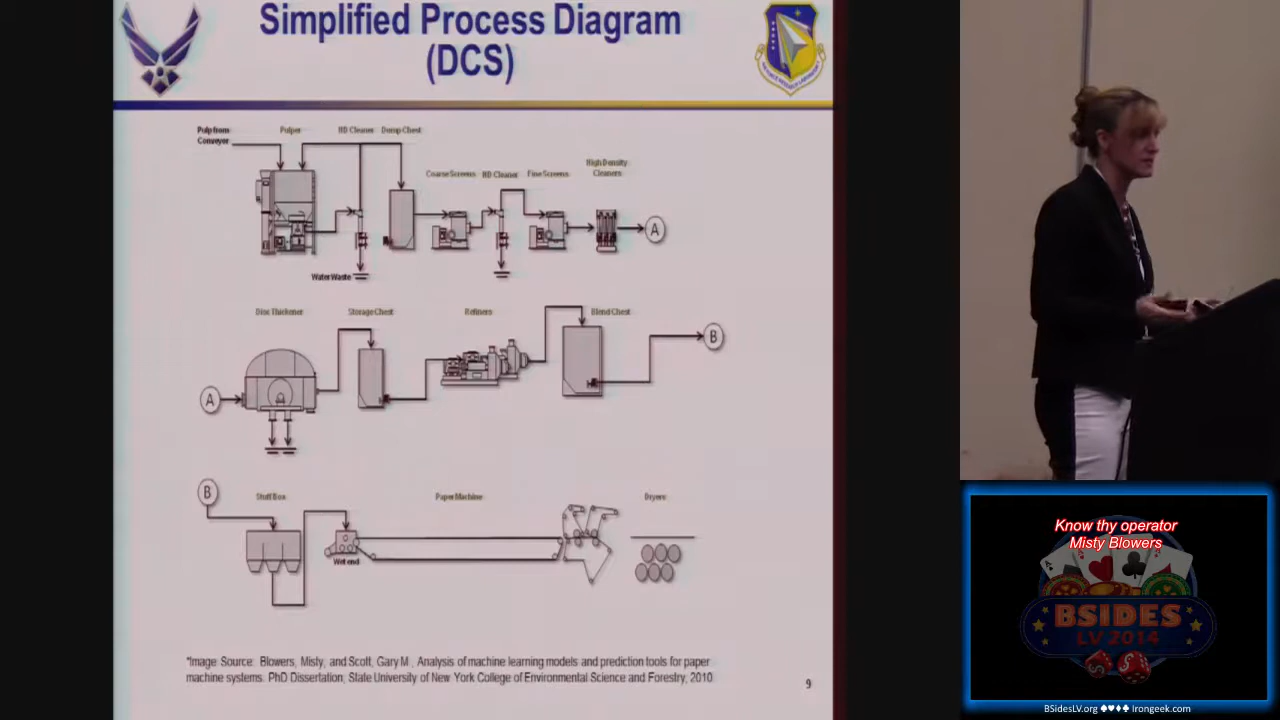 Simplified Process Diagram
(DCS)
Pulp from
Conveyor
Pulper
HD Cleaner
Dump Chest
Coarse Screens
HD Cleaner
Fine Screens
High Density
Cleaners
A
Water Waste
Disc Thickener
Storage Chest
Refiners
Blend Chest
B
A
B
Stuff Box
Paper Machine
Dryers
Wet end
*Image Source: Blowers, Misty, and Scott, Gary M , Analysis of machine learning models and prediction tools for paper
machine systems. PhD Dissertation; State University of New York College of Environmental Science and Forestry, 2010
9
Know thy operator
Misty Blowers
BSIDES
LV 2014
BSidesLV.org ♠♥♦♣ Irongeek.com